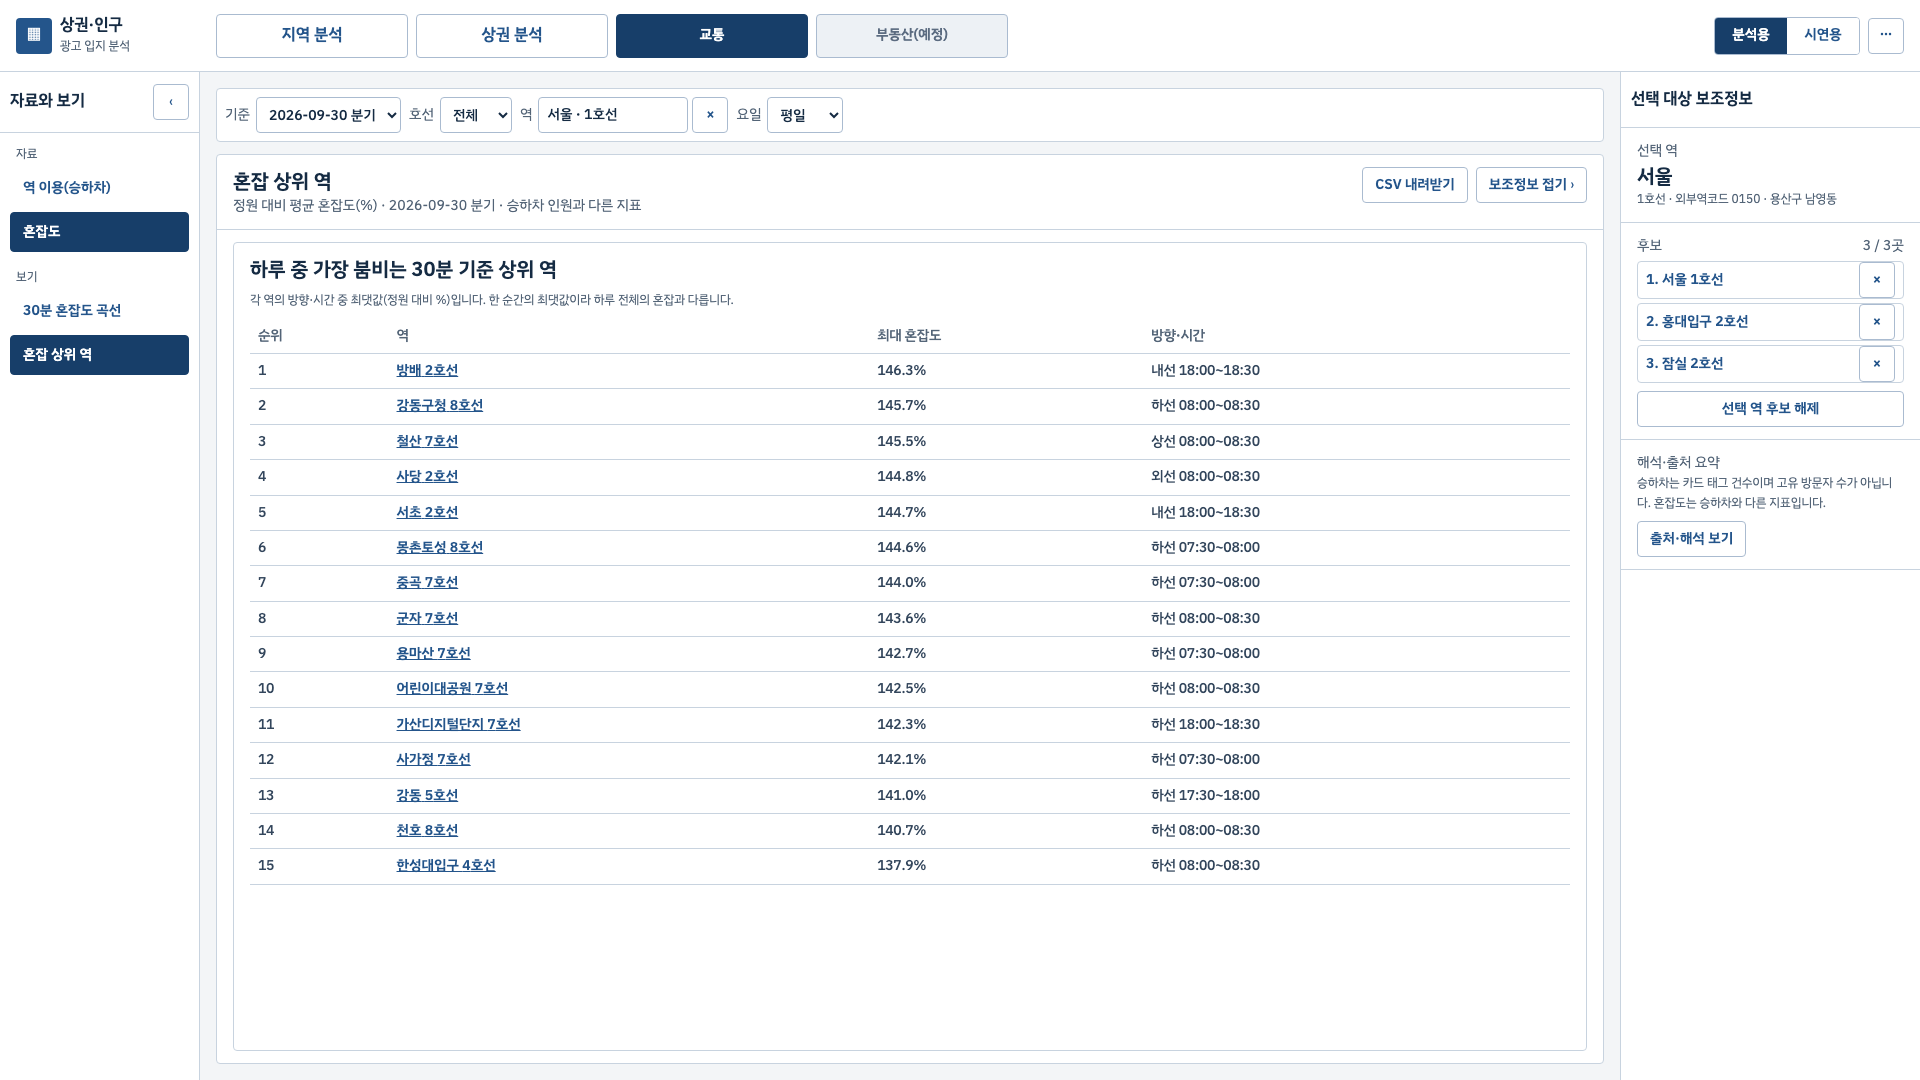 ▦
상권·인구
광고 입지 분석
지역 분석
상권 분석
교통
부동산(예정)
분석용
시연용
···
자료와 보기
‹
자료
역 이용(승하차)
혼잡도
보기
30분 혼잡도 곡선
혼잡 상위 역
기준 2026-09-30 분기 호선 전체 역 서울 · 1호선 × 요일 평일
혼잡 상위 역
정원 대비 평균 혼잡도(%) · 2026-09-30 분기 · 승하차 인원과 다른 지표
CSV 내려받기
보조정보 접기 ›
하루 중 가장 붐비는 30분 기준 상위 역
각 역의 방향·시간 중 최댓값(정원 대비 %)입니다. 한 순간의 최댓값이라 하루 전체의 혼잡과 다릅니다.
순위 역 최대 혼잡도 방향·시간
1 방배 2호선 146.3% 내선 18:00~18:30
2 강동구청 8호선 145.7% 하선 08:00~08:30
3 철산 7호선 145.5% 상선 08:00~08:30
4 사당 2호선 144.8% 외선 08:00~08:30
5 서초 2호선 144.7% 내선 18:00~18:30
6 몽촌토성 8호선 144.6% 하선 07:30~08:00
7 중곡 7호선 144.0% 하선 07:30~08:00
8 군자 7호선 143.6% 하선 08:00~08:30
9 용마산 7호선 142.7% 하선 07:30~08:00
10 어린이대공원 7호선 142.5% 하선 08:00~08:30
11 가산디지털단지 7호선 142.3% 하선 18:00~18:30
12 사가정 7호선 142.1% 하선 07:30~08:00
13 강동 5호선 141.0% 하선 17:30~18:00
14 천호 8호선 140.7% 하선 08:00~08:30
15 한성대입구 4호선 137.9% 하선 08:00~08:30
선택 대상 보조정보
선택 역
서울
1호선 · 외부역코드 0150 · 용산구 남영동
후보 3 / 3곳
1. 서울 1호선 ×
2. 홍대입구 2호선 ×
3. 잠실 2호선 ×
선택 역 후보 해제
해석·출처 요약
승하차는 카드 태그 건수이며 고유 방문자 수가 아닙니
다. 혼잡도는 승하차와 다른 지표입니다.
출처·해석 보기